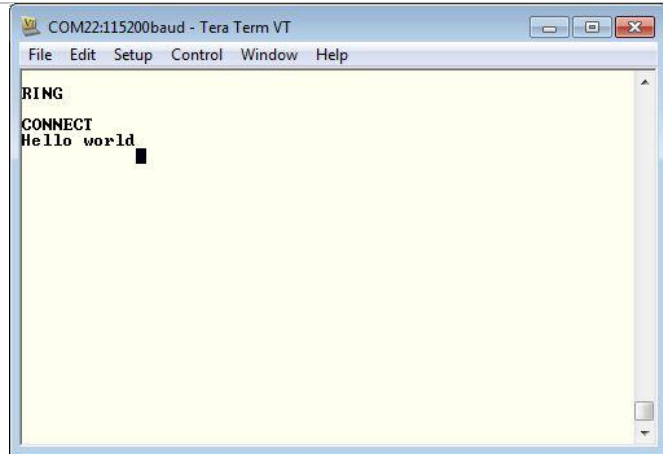 COM22:115200baud - Tera Term VT
File Edit Setup Control Window Help
RING
CONNECT
Hello world